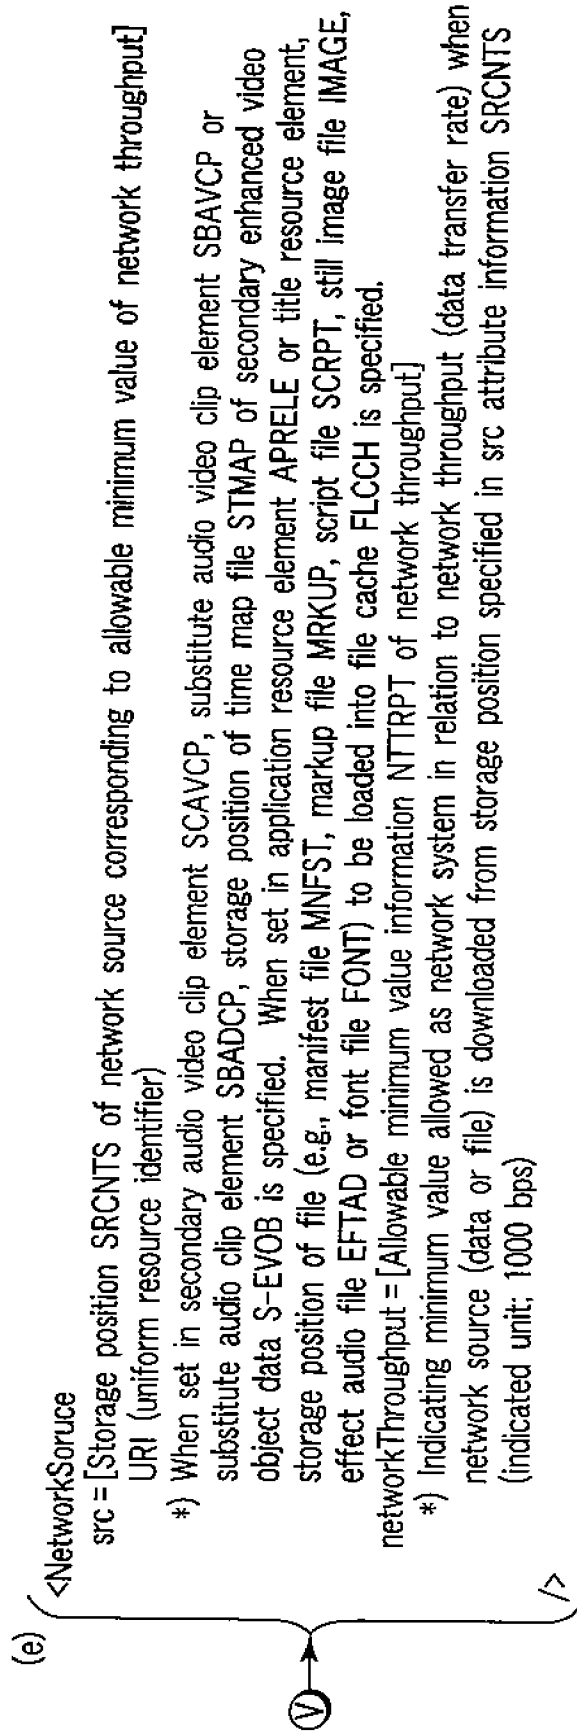 (e)
<NetworkSoruce
src = [Storage position SRCNTS of network source corresponding to allowable minimum value of network throughput]
URI (uniform resource identifier)
*) When set in secondary audio video clip element SCAVCP, substitute audio video clip element SBAVCP or
substitute audio clip element SBADCP, storage position of time map file STMAP of secondary enhanced video
object data S-EVOB is specified. When set in application resource element APRELE or title resource element,
storage position of file (e.g., manifest file MNFST, markup file MRKUP, script file SCRPT, still image file IMAGE,
effect audio file EFTAD or font file FONT) to be loaded into file cache FLCCH is specified.
networkThroughput = [Allowable minimum value information NTTRPT of network throughput]
*) Indicating minimum value allowed as network system in relation to network throughput (data transfer rate) when
network source (data or file) is downloaded from storage position specified in src attribute information SRCNTS
(indicated unit; 1000 bps)
/>
V